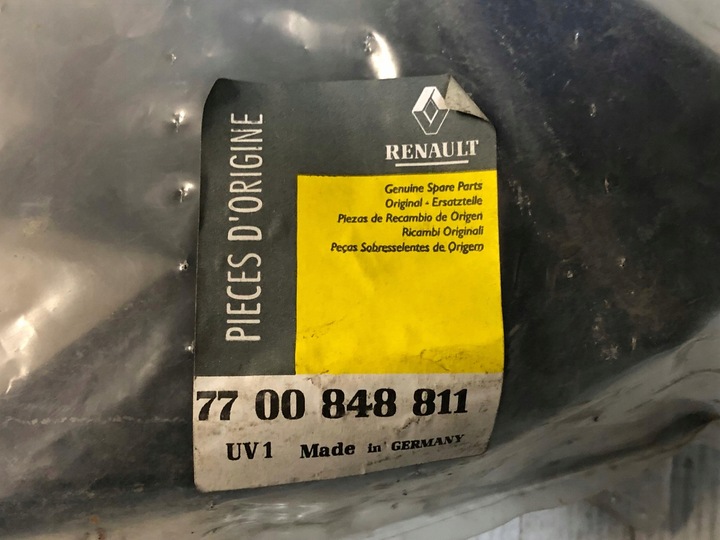 PIECES D'ORIGINE
RENAULT
Genuine Spare Parts
Original - Ersatzteile
Piezas de Recambio de Origen
Ricambi Originali
Peças Sobresselentes de Origem
77 00 848 811
UV1 Made in GERMANY